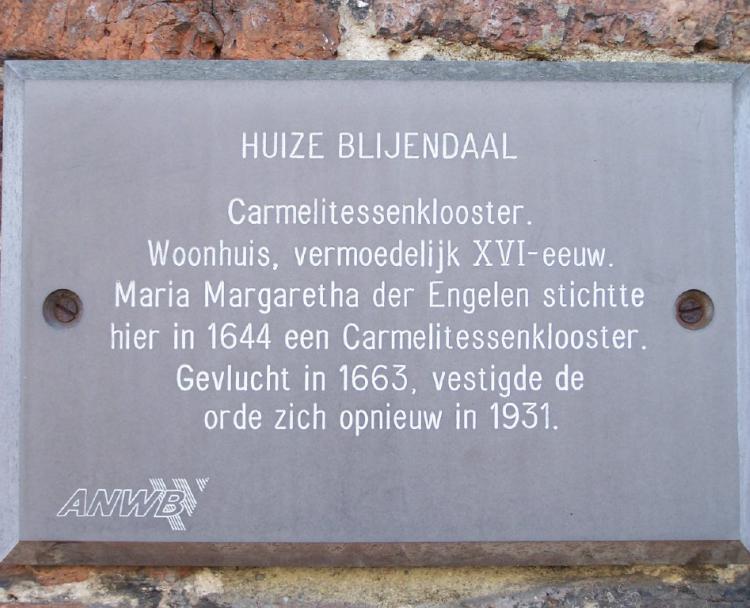 HUIZE BLIJENDAAL
Carmelitessenklooster.
Woonhuis, vermoedelijk XVI-eeuw.
Maria Margaretha der Engelen stichtte
hier in 1644 een Carmelitessenklooster.
Gevlucht in 1663, vestigde de
orde zich opnieuw in 1931.
ANWB